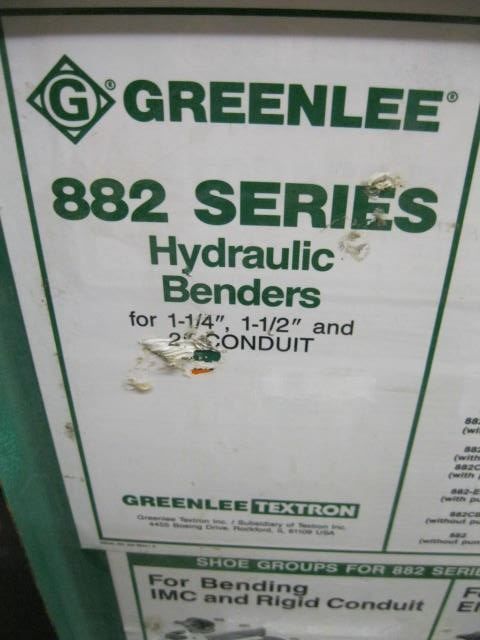 G® GREENLEE®
882 SERIES
Hydraulic
Benders
for 1-1/4", 1-1/2" and
2" CONDUIT
GREENLEE TEXTRON
Greenlee Textron Inc. / Subsidiary of Textron Inc.
4455 Boeing Drive, Rockford, IL 61109 USA
SHOE GROUPS FOR 882 SERIE
For Bending
IMC and Rigid Conduit